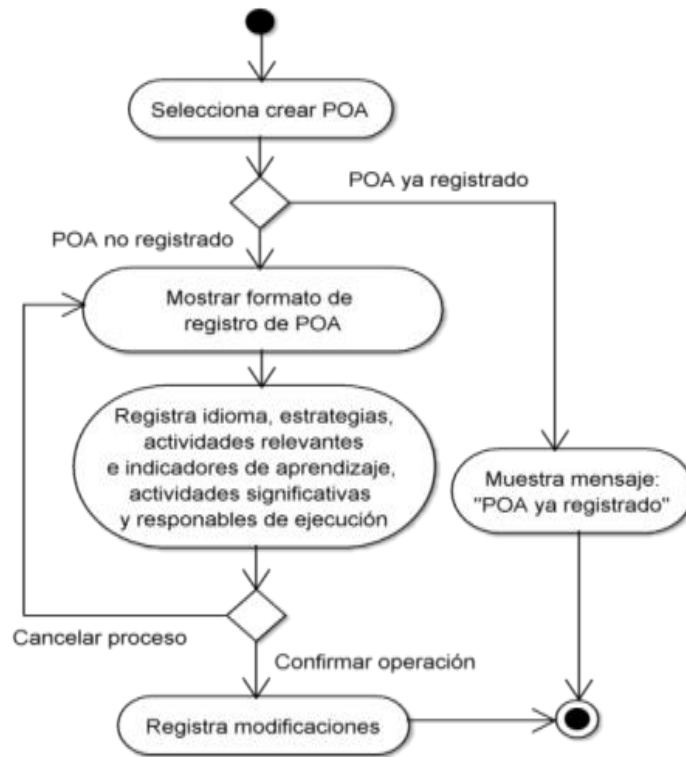 Selecciona crear POA
POA ya registrado
POA no registrado
Mostrar formato de
registro de POA
Registra idioma, estrategias,
actividades relevantes
e indicadores de aprendizaje,
actividades significativas
y responables de ejecución
Muestra mensaje:
"POA ya registrado"
Cancelar proceso
Confirmar operación
Registra modificaciones